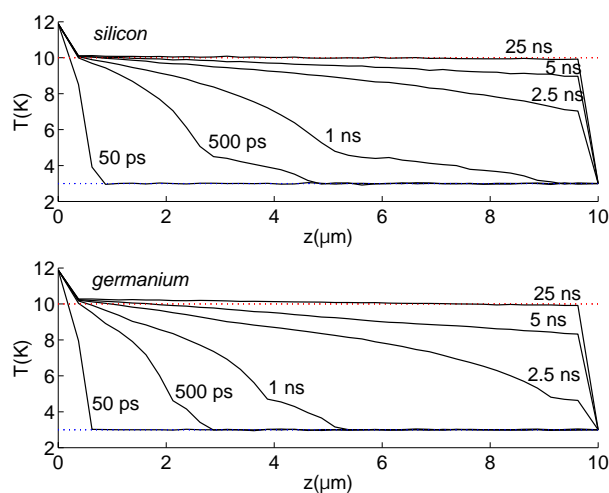 silicon
12
10
8
6
4
2
T(K)
25 ns
5 ns
2.5 ns
1 ns
500 ps
50 ps
0 2 4 6 8 10
z(μm)
germanium
12
10
8
6
4
2
T(K)
25 ns
5 ns
2.5 ns
1 ns
500 ps
50 ps
0 2 4 6 8 10
z(μm)